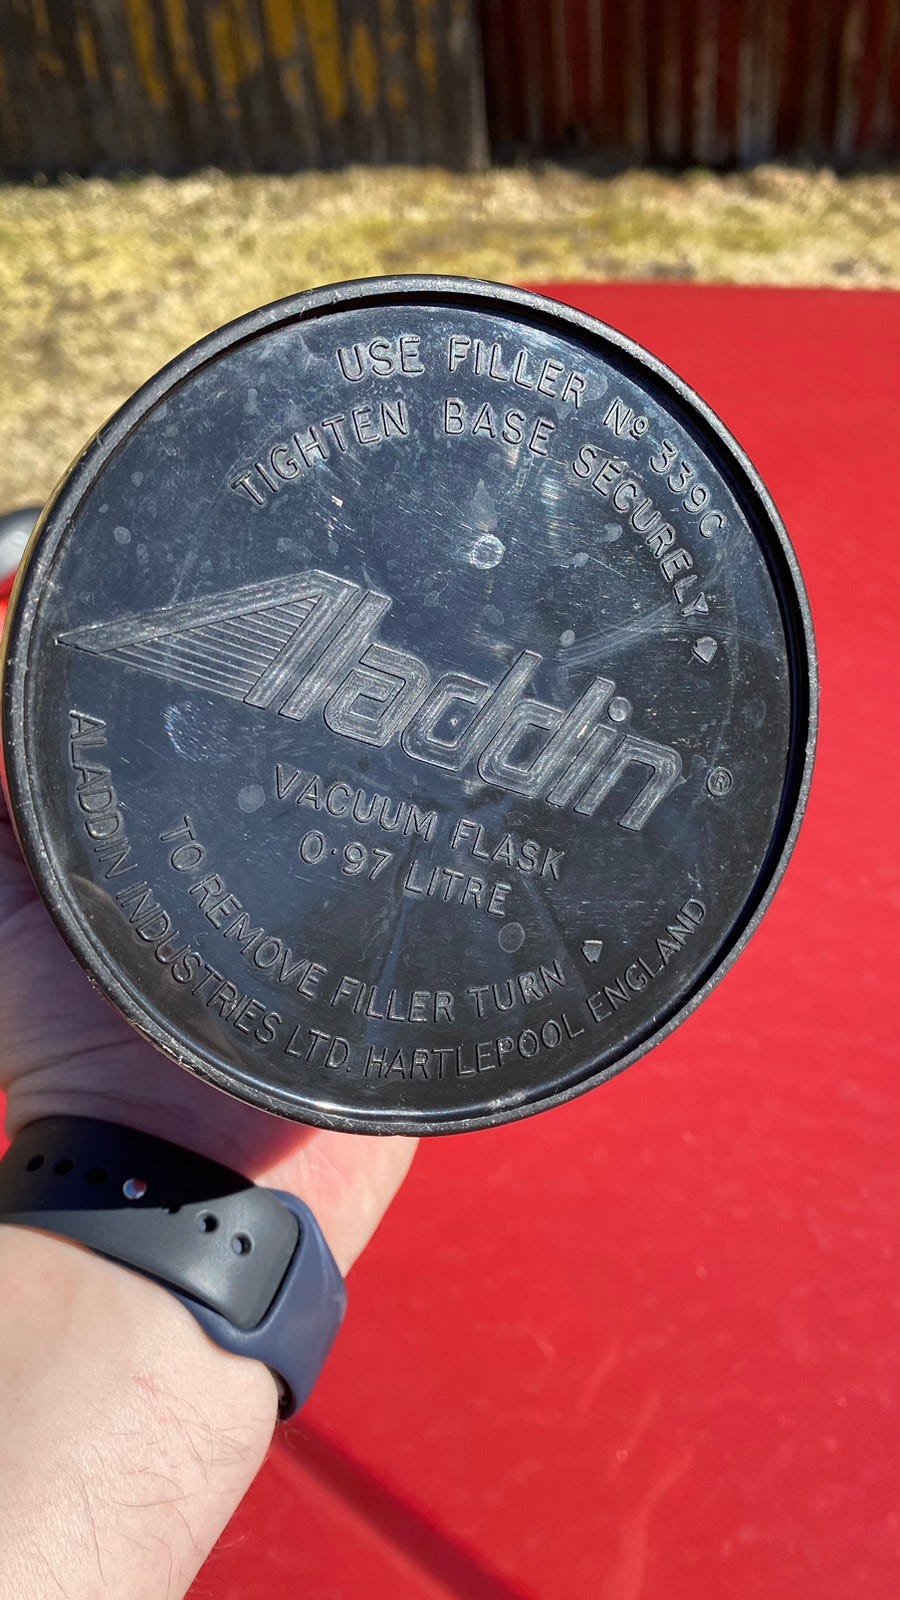 USE FILLER Nº 339C
TIGHTEN BASE SECURELY
Aladdin ®
VACUUM FLASK
0·97 LITRE
TO REMOVE FILLER TURN
ALADDIN INDUSTRIES LTD. HARTLEPOOL ENGLAND